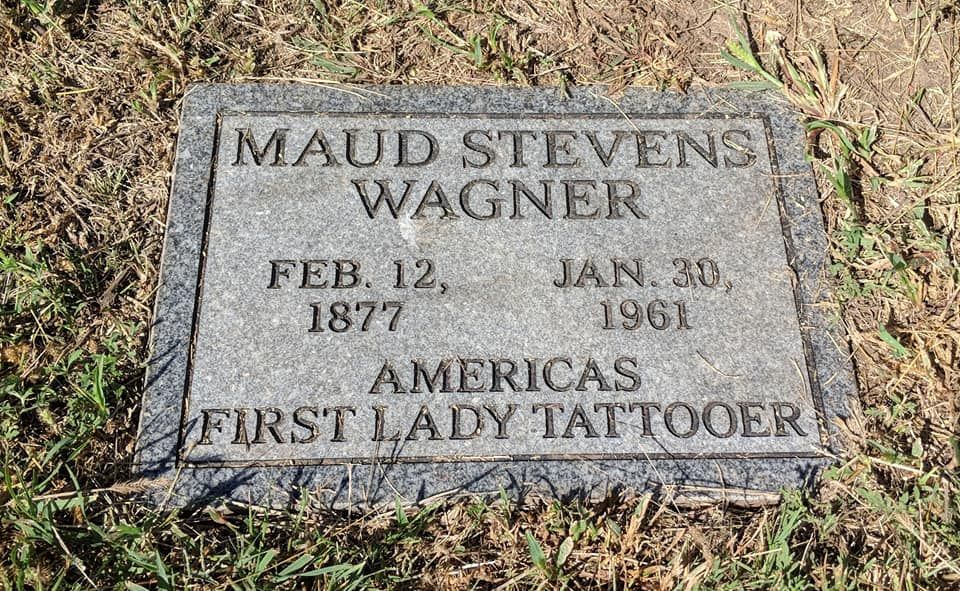 MAUD STEVENS
WAGNER
FEB. 12, JAN. 30,
1877 1961
AMERICAS
FIRST LADY TATTOOER